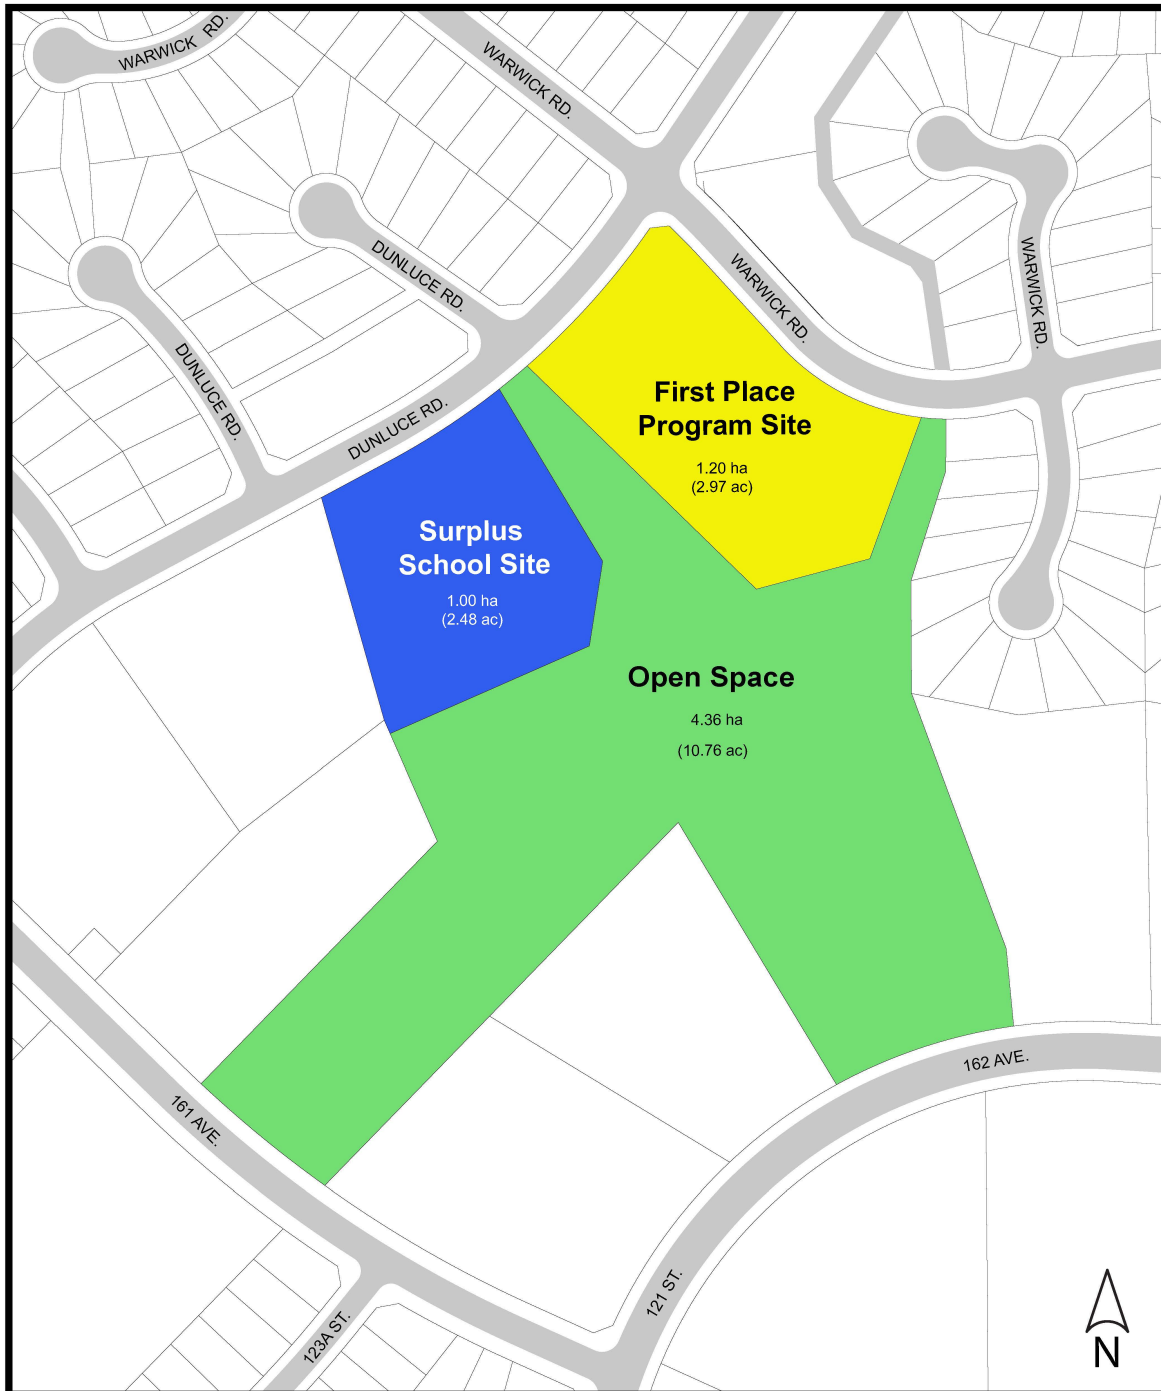 WARWICK RD.
WARWICK RD.
DUNLUCE RD.
WARWICK RD.
WARWICK RD.
DUNLUCE RD.
DUNLUCE RD.
First Place
Program Site
1.20 ha
(2.97 ac)
Surplus
School Site
1.00 ha
(2.48 ac)
Open Space
4.36 ha
(10.76 ac)
162 AVE.
161 AVE.
121 ST.
123A ST.
N